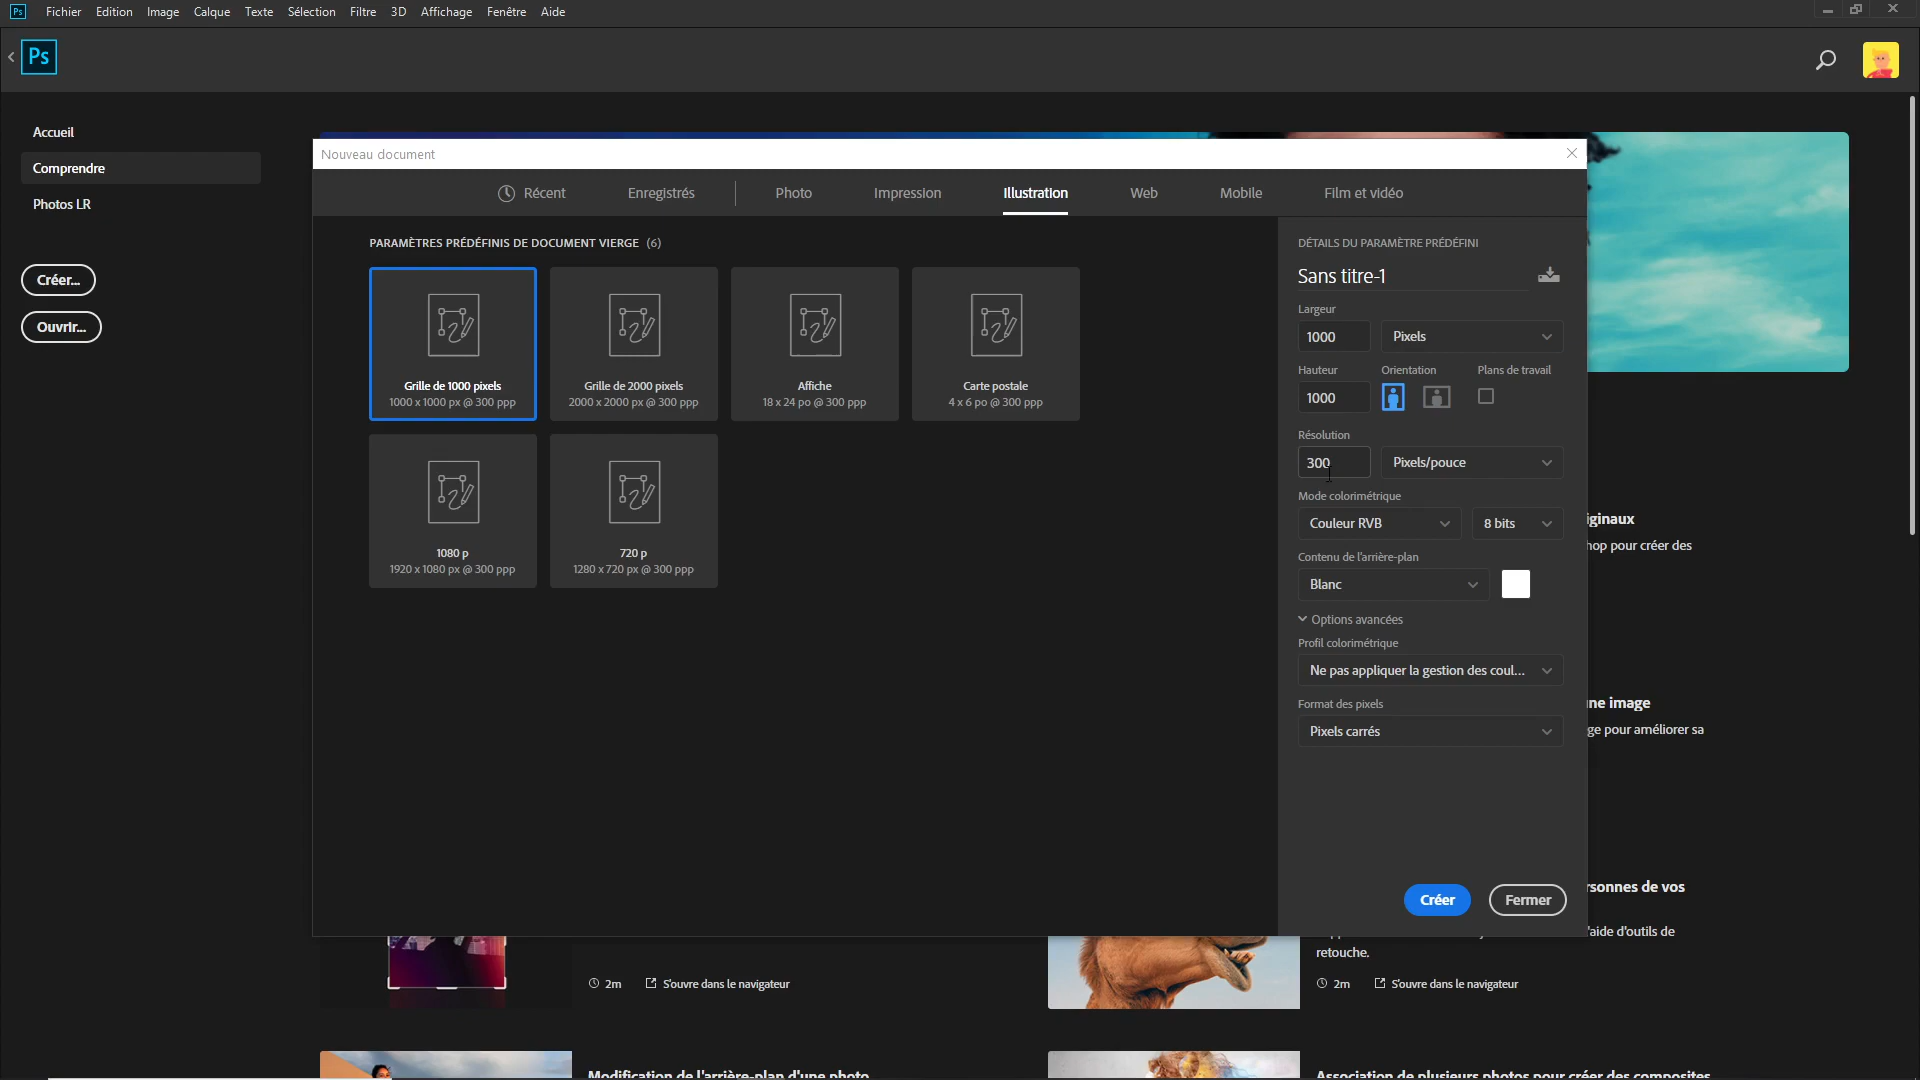 Ps Fichier Edition Image Calque Texte Sélection Filtre 3D Affichage Fenêtre Aide
Ps
Accueil
Comprendre
Photos LR
Créer...
Ouvrir...
Nouveau document
Récent Enregistrés Photo Impression Illustration Web Mobile Film et vidéo
PARAMÈTRES PRÉDÉFINIS DE DOCUMENT VIERGE (6)
Grille de 1000 pixels
1000 x 1000 px @ 300 ppp
Grille de 2000 pixels
2000 x 2000 px @ 300 ppp
Affiche
18 x 24 po @ 300 ppp
Carte postale
4 x 6 po @ 300 ppp
1080 p
1920 x 1080 px @ 300 ppp
720 p
1280 x 720 px @ 300 ppp
DÉTAILS DU PARAMÈTRE PRÉDÉFINI
Sans titre-1
Largeur
1000 Pixels
Hauteur Orientation Plans de travail
1000
Résolution
300 Pixels/pouce
Mode colorimétrique
Couleur RVB 8 bits
Contenu de l'arrière-plan
Blanc
Options avancées
Profil colorimétrique
Ne pas appliquer la gestion des coul...
Format des pixels
Pixels carrés
Créer Fermer
iginaux
hop pour créer des
ne image
ge pour améliorer sa
rsonnes de vos
'aide d'outils de
retouche.
2m S'ouvre dans le navigateur
2m S'ouvre dans le navigateur
Modification de l'arrière-plan d'une photo
Association de plusieurs photos pour créer des composites